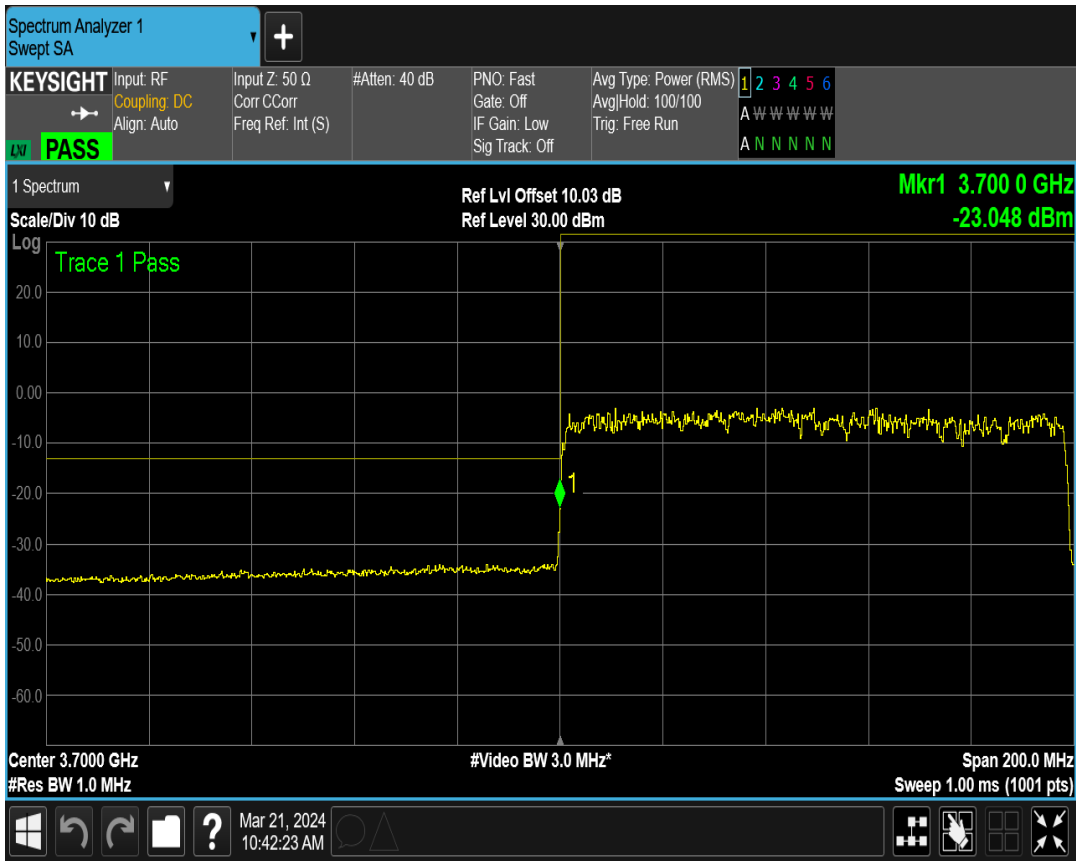 Spectrum Analyzer 1
Swept SA
+
KEYSIGHT
LXI PASS
Input: RF
Coupling: DC
Align: Auto
Input Z: 50 Ω
Corr CCorr
Freq Ref: Int (S)
#Atten: 40 dB
PNO: Fast
Gate: Off
IF Gain: Low
Sig Track: Off
Avg Type: Power (RMS)
Avg|Hold: 100/100
Trig: Free Run
1 2 3 4 5 6
A W W W W W
A N N N N N
1 Spectrum
Scale/Div 10 dB
Ref Lvl Offset 10.03 dB
Ref Level 30.00 dBm
Mkr1 3.700 0 GHz
-23.048 dBm
Log
Trace 1 Pass
20.0
10.0
0.00
-10.0
1
-20.0
-30.0
-40.0
-50.0
-60.0
Center 3.7000 GHz
#Res BW 1.0 MHz
#Video BW 3.0 MHz*
Span 200.0 MHz
Sweep 1.00 ms (1001 pts)
?
Mar 21, 2024
10:42:23 AM